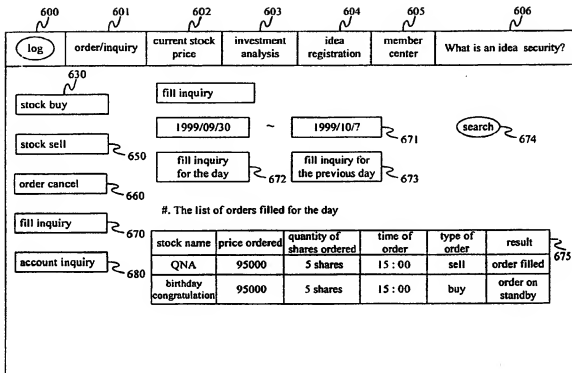 600 601 602 603 604 605 606
log order/inquiry current stock price investment analysis idea registration member center What is an idea security?
630
stock buy
fill inquiry
1999/09/30 ~ 1999/10/? 671 search 674
stock sell 650
fill inquiry for the day 672 fill inquiry for the previous day 673
order cancel 660
#. The list of orders filled for the day
fill inquiry 670
account inquiry 680
stock name price ordered quantity of shares ordered time of order type of order result 675
QNA 95000 5 shares 15 : 00 sell order filled
birthday congratulation 95000 5 shares 15 : 00 buy order on standby